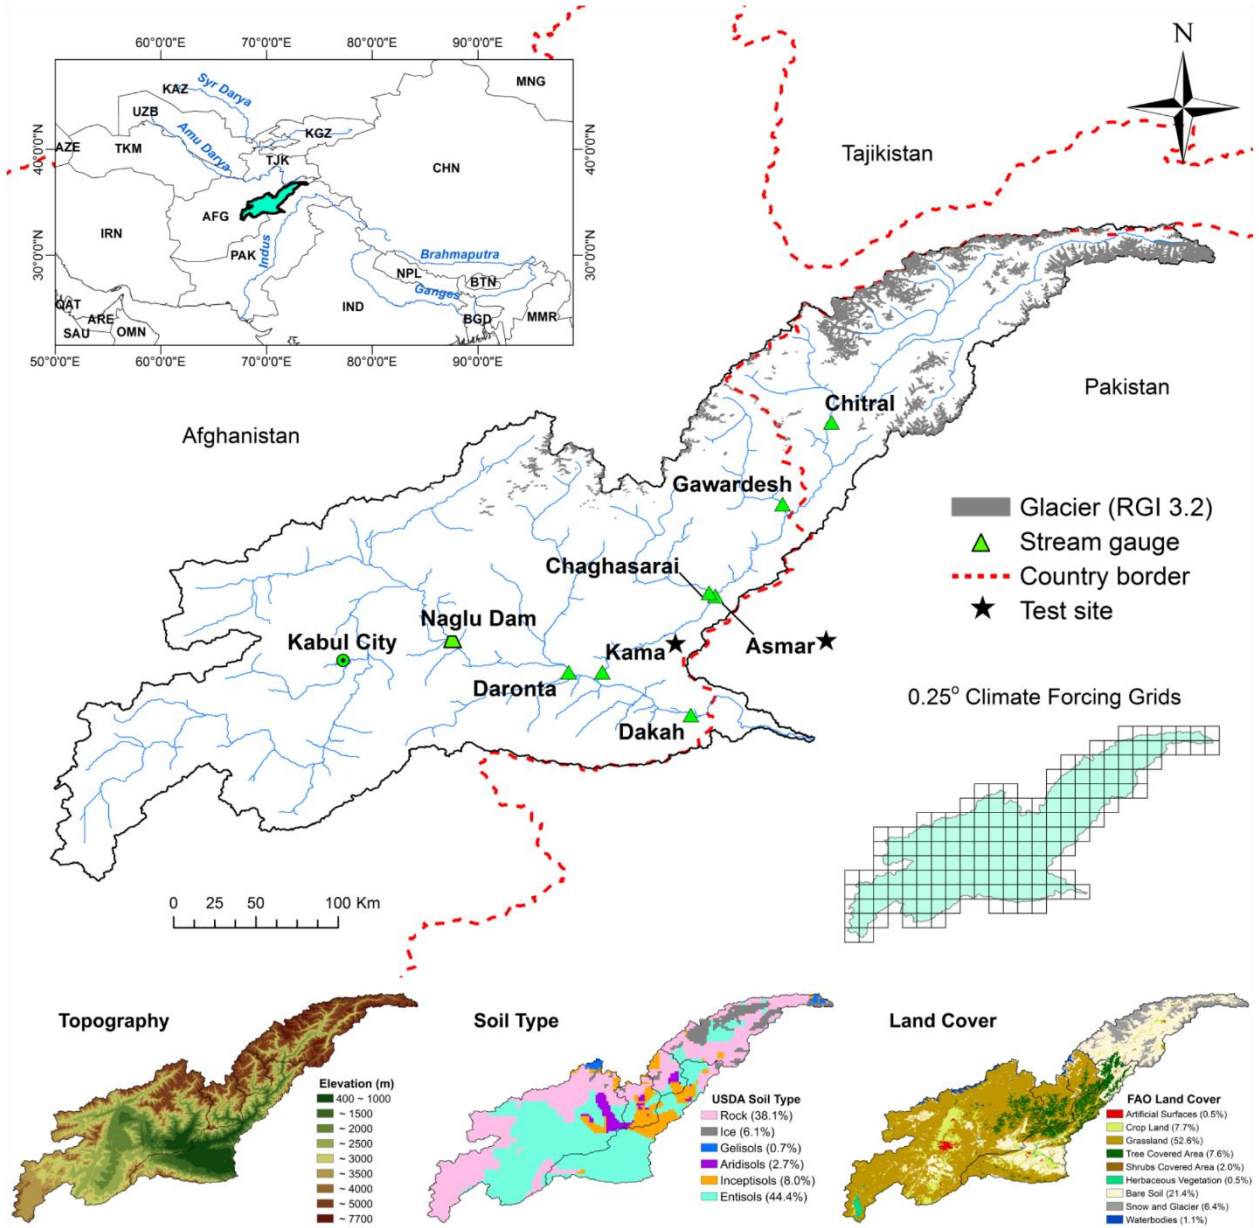 60°0'0"E
70°0'0"E
80°0'0"E
90°0'0"E
N
MNG
KAZ
Syr Darya
UZB
Amu Darya
KGZ
40°0'0"N
AZE
TKM
TJK
CHN
40°0'0"N
Tajikistan
AFG
IRN
30°0'0"N
PAK
Indus
Brahmaputra
30°0'0"N
NPL
BTN
Ganges
QAT
ARE
IND
BGD
MMR
SAU
OMN
50°0'0"E
60°0'0"E
70°0'0"E
80°0'0"E
90°0'0"E
Pakistan
Chitral
Afghanistan
Gawardesh
Glacier (RGI 3.2)
Stream gauge
Country border
Test site
Chaghasarai
Naglu Dam
Kabul City
Kama
Asmar
Daronta
Dakah
0.25° Climate Forcing Grids
0 25 50 100 Km
Topography
Elevation (m)
400 ~ 1000
~ 1500
~ 2000
~ 2500
~ 3000
~ 3500
~ 4000
~ 5000
~ 7700
Soil Type
USDA Soil Type
Rock (38.1%)
Ice (6.1%)
Gelisols (0.7%)
Aridisols (2.7%)
Inceptisols (8.0%)
Entisols (44.4%)
Land Cover
FAO Land Cover
Artificial Surfaces (0.5%)
Crop Land (7.7%)
Grassland (52.6%)
Tree Covered Area (7.6%)
Shrubs Covered Area (2.0%)
Herbaceous Vegetation (0.5%)
Bare Soil (21.4%)
Snow and Glacier (6.4%)
Waterbodies (1.1%)